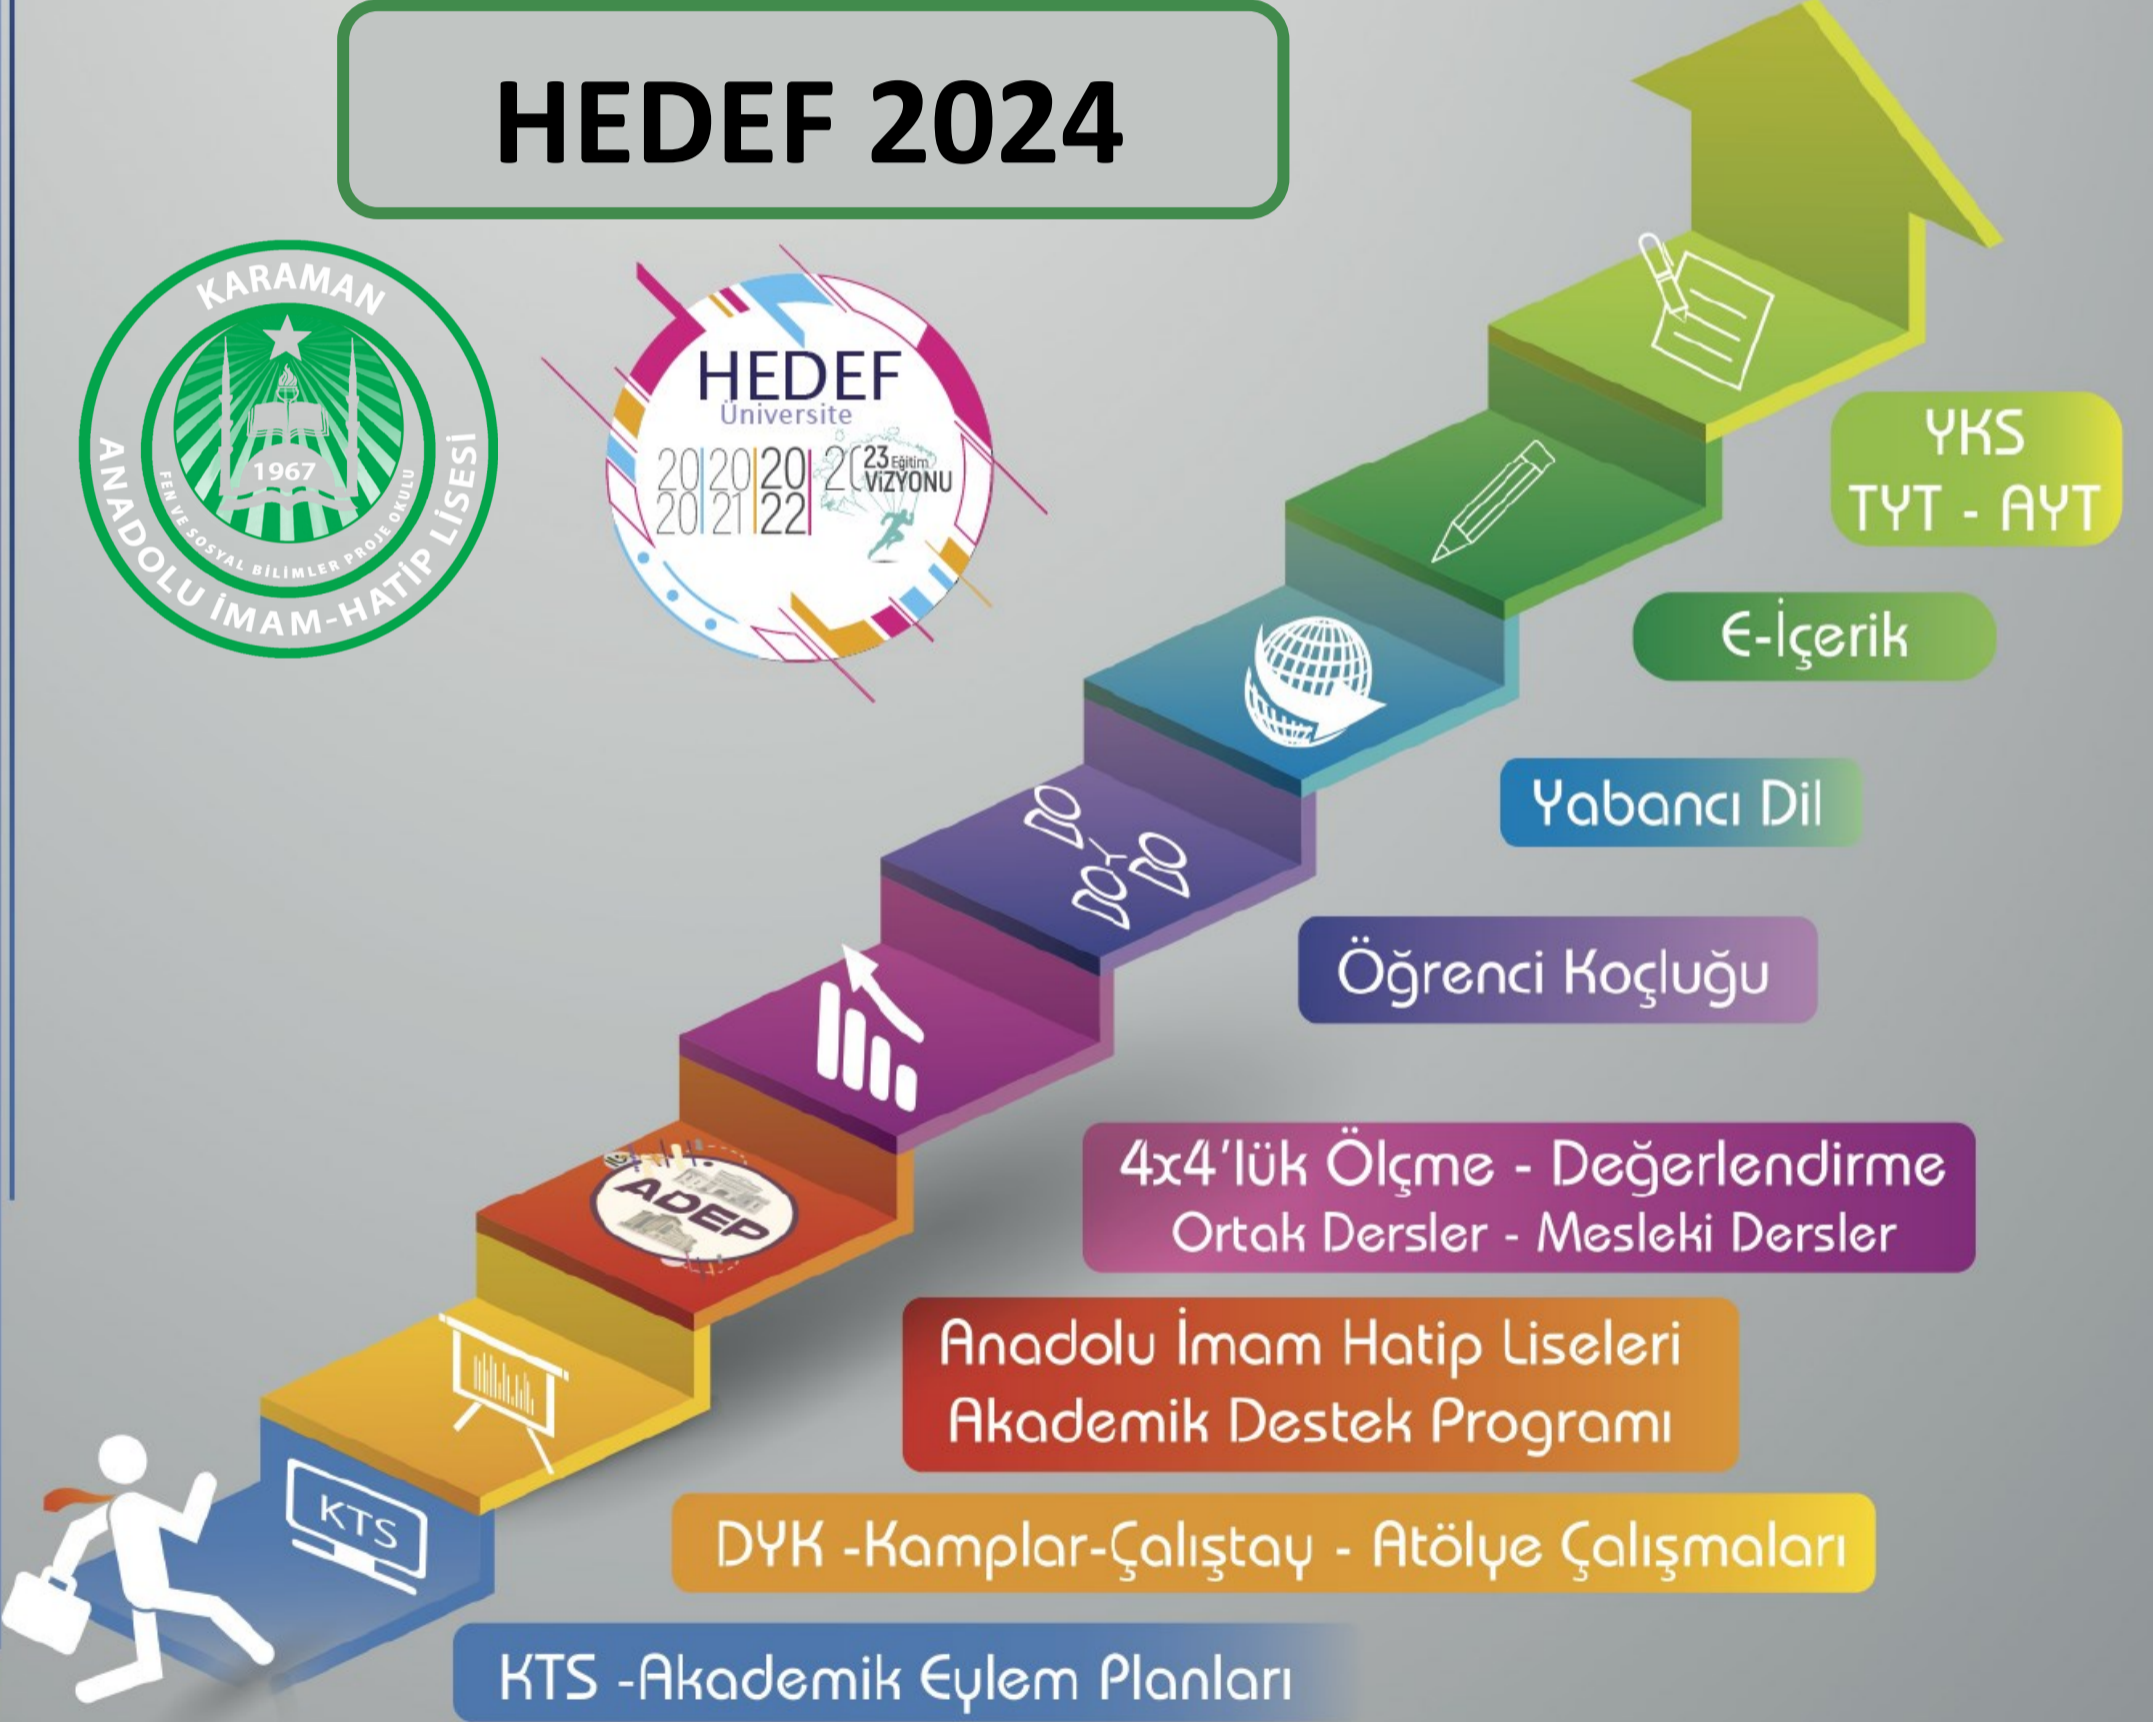 HEDEF 2024
KARAMAN
ANADOLU İMAM-HATİP LİSESİ
FEN VE SOSYAL BİLİMLER PROJE OKULU
1967
HEDEF
Üniversite
20 20 20 2
23 Eğitim
VİZYONU
20 21 22
YKS
TYT - AYT
E-İçerik
Yabancı Dil
Öğrenci Koçluğu
4x4'lük Ölçme - Değerlendirme
Ortak Dersler - Mesleki Dersler
ADEP
Anadolu İmam Hatip Liseleri
Akademik Destek Programı
DYK -Kamplar-Çalıştay - Atölye Çalışmaları
KTS
KTS -Akademik Eylem Planları